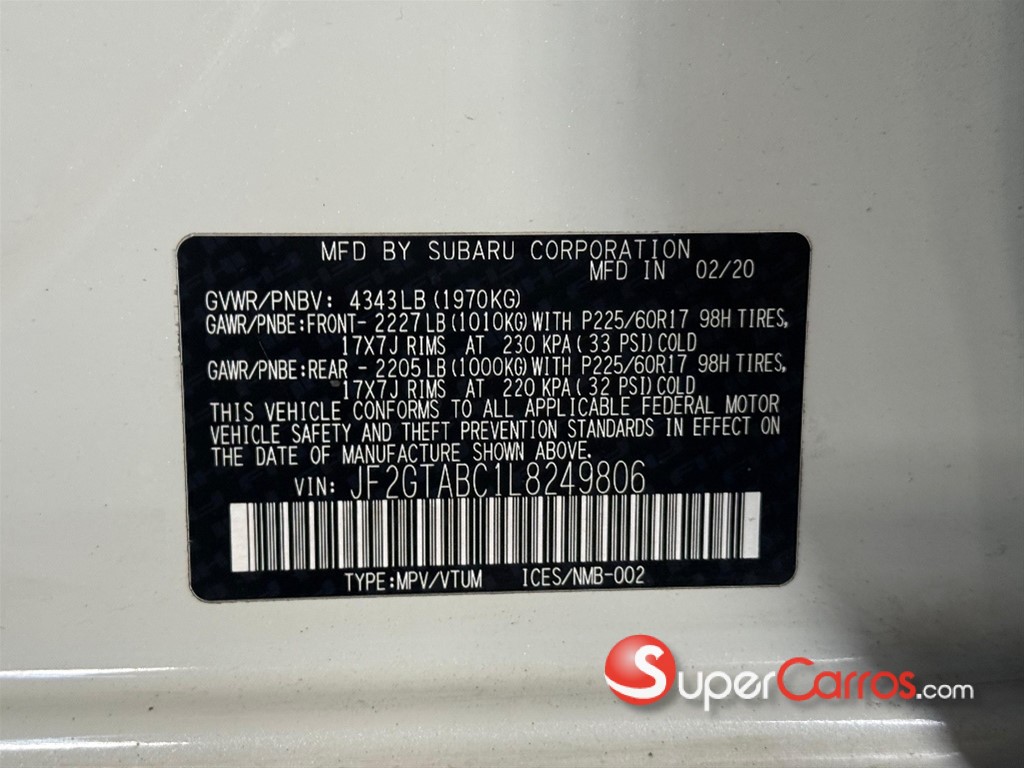 MFD BY SUBARU CORPORATION
MFD IN 02/20
GVWR/PNBV: 4343LB(1970KG)
GAWR/PNBE:FRONT- 2227LB(1010KG)WITH P225/60R17 98H TIRES,
17X7J RIMS AT 230 KPA( 33 PSI)COLD
GAWR/PNBE:REAR - 2205LB(1000KG)WITH P225/60R17 98H TIRES,
17X7J RIMS AT 220 KPA( 32 PSI)COLD
THIS VEHICLE CONFORMS TO ALL APPLICABLE FEDERAL MOTOR
VEHICLE SAFETY AND THEFT PREVENTION STANDARDS IN EFFECT ON
THE DATE OF MANUFACTURE SHOWN ABOVE.
VIN: JF2GTABC1L8249806
TYPE:MPV/VTUM ICES/NMB-002
SuperCarros.com